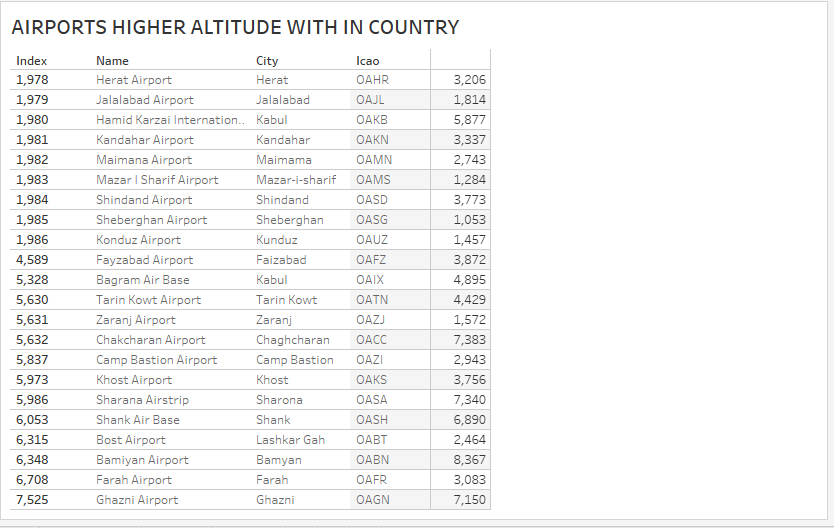 AIRPORTS HIGHER ALTITUDE WITH IN COUNTRY
Index Name City Icao
1,978 Herat Airport Herat OAHR 3,206
1,979 Jalalabad Airport Jalalabad OAJL 1,814
1,980 Hamid Karzai Internation.. Kabul OAKB 5,877
1,981 Kandahar Airport Kandahar OAKN 3,337
1,982 Maimana Airport Maimama OAMN 2,743
1,983 Mazar I Sharif Airport Mazar-i-sharif OAMS 1,284
1,984 Shindand Airport Shindand OASD 3,773
1,985 Sheberghan Airport Sheberghan OASG 1,053
1,986 Konduz Airport Kunduz OAUZ 1,457
4,589 Fayzabad Airport Faizabad OAFZ 3,872
5,328 Bagram Air Base Kabul OAIX 4,895
5,630 Tarin Kowt Airport Tarin Kowt OATN 4,429
5,631 Zaranj Airport Zaranj OAZJ 1,572
5,632 Chakcharan Airport Chaghcharan OACC 7,383
5,837 Camp Bastion Airport Camp Bastion OAZI 2,943
5,973 Khost Airport Khost OAKS 3,756
5,986 Sharana Airstrip Sharona OASA 7,340
6,053 Shank Air Base Shank OASH 6,890
6,315 Bost Airport Lashkar Gah OABT 2,464
6,348 Bamiyan Airport Bamyan OABN 8,367
6,708 Farah Airport Farah OAFR 3,083
7,525 Ghazni Airport Ghazni OAGN 7,150